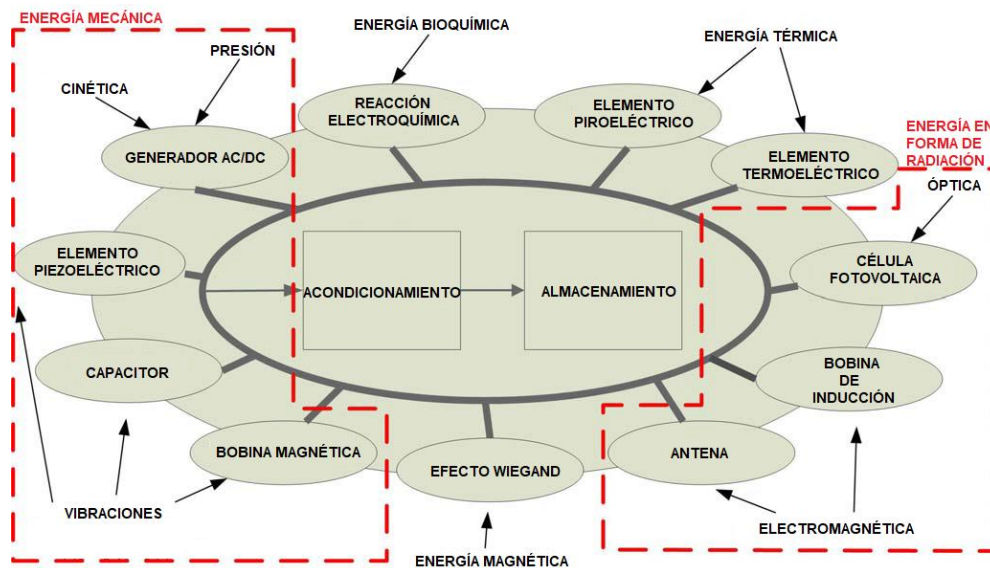 ENERGÍA MECÁNICA
PRESIÓN
CINÉTICA
GENERADOR AC/DC
ENERGÍA BIOQUÍMICA
REACCIÓN
ELECTROQUÍMICA
ENERGÍA TÉRMICA
ELEMENTO
PIROELÉCTRICO
ELEMENTO
TERMOELÉCTRICO
ENERGÍA EN
FORMA DE
RADIACIÓN
ÓPTICA
ELEMENTO
PIEZOELÉCTRICO
ACONDICIONAMIENTO
ALMACENAMIENTO
CÉLULA
FOTOVOLTAICA
CAPACITOR
BOBINA
DE
INDUCCIÓN
BOBINA MAGNÉTICA
EFECTO WIEGAND
ANTENA
VIBRACIONES
ENERGÍA MAGNÉTICA
ELECTROMAGNÉTICA